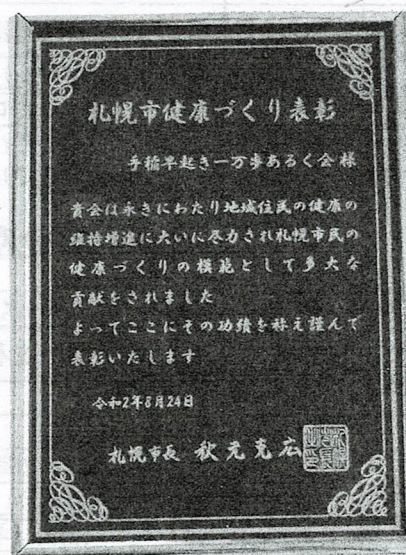 札幌市健康づくり表彰
手稲早起き一万歩あるく会様
貴会は永きにわたり地域住民の健康の
維持増進に大いに尽力され札幌市民の
健康づくりの模範として多大な
貢献をされました
よってここにその功績を称え謹んで
表彰いたします
令和2年8月24日
札幌市長 秋元克広